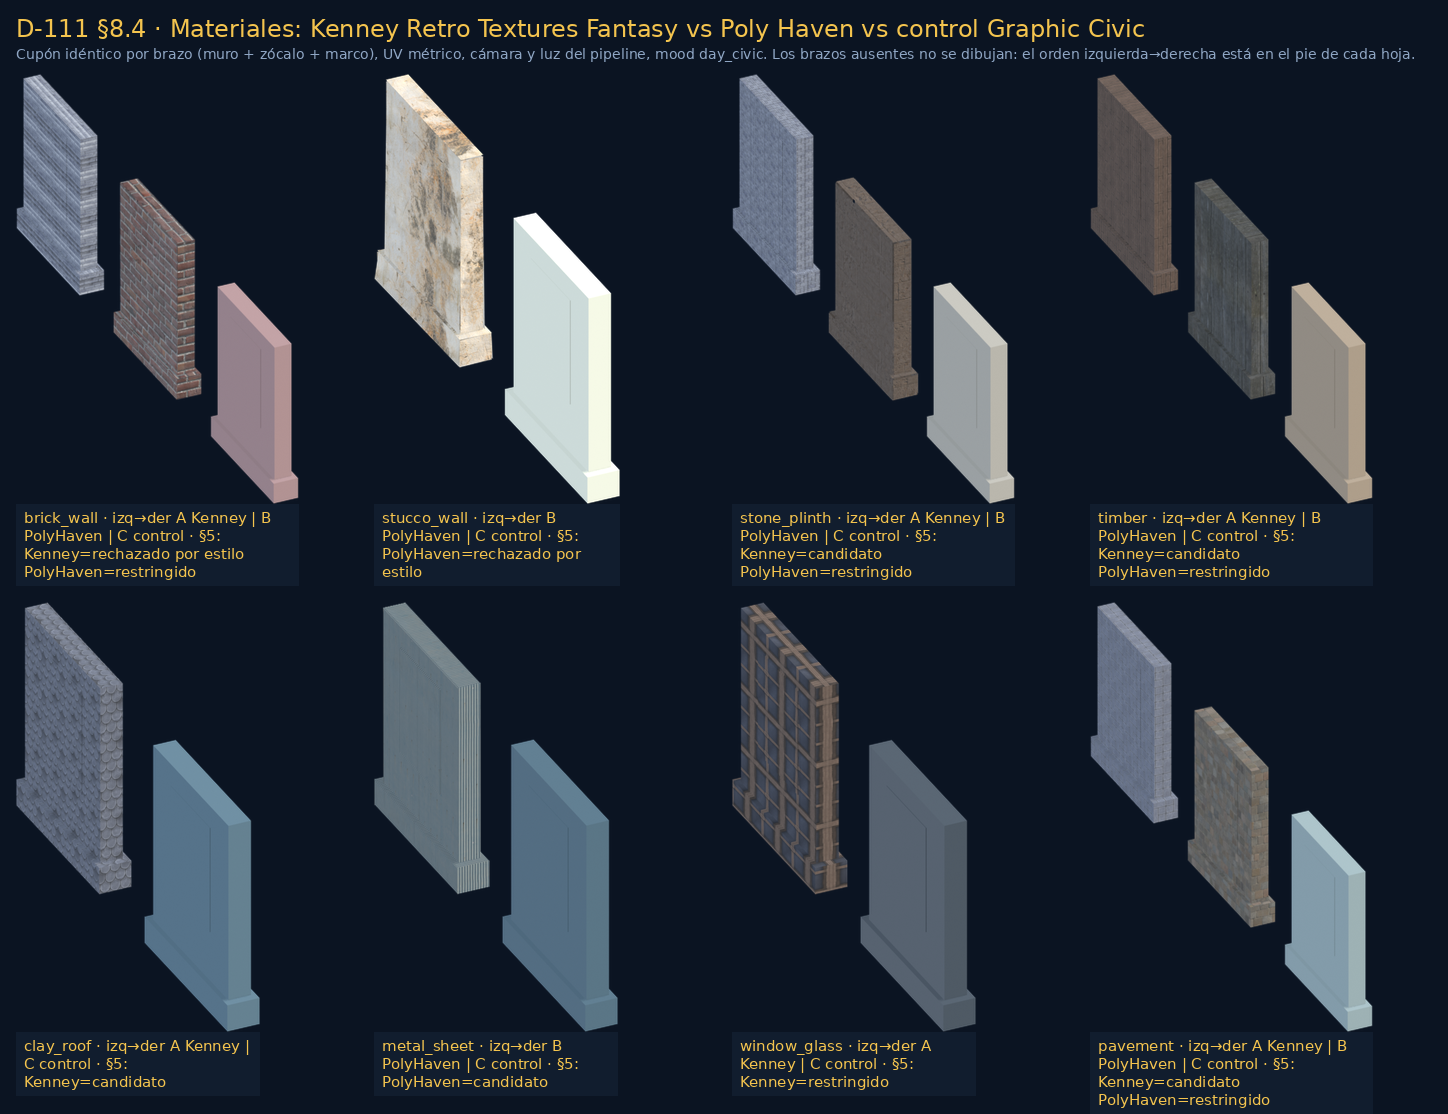 D-111 §8.4 · Materiales: Kenney Retro Textures Fantasy vs Poly Haven vs control Graphic Civic
Cupón idéntico por brazo (muro + zócalo + marco), UV métrico, cámara y luz del pipeline, mood day_civic. Los brazos ausentes no se dibujan: el orden izquierda→derecha está en el pie de cada hoja.
brick_wall · izq→der A Kenney | B
PolyHaven | C control · §5:
Kenney=rechazado por estilo
PolyHaven=restringido
stucco_wall · izq→der B
PolyHaven | C control · §5:
PolyHaven=rechazado por
estilo
stone_plinth · izq→der A Kenney | B
PolyHaven | C control · §5:
Kenney=candidato
PolyHaven=restringido
timber · izq→der A Kenney | B
PolyHaven | C control · §5:
Kenney=candidato
PolyHaven=restringido
clay_roof · izq→der A Kenney |
C control · §5:
Kenney=candidato
metal_sheet · izq→der B
PolyHaven | C control · §5:
PolyHaven=candidato
window_glass · izq→der A
Kenney | C control · §5:
Kenney=restringido
pavement · izq→der A Kenney | B
PolyHaven | C control · §5:
Kenney=candidato
PolyHaven=restringido